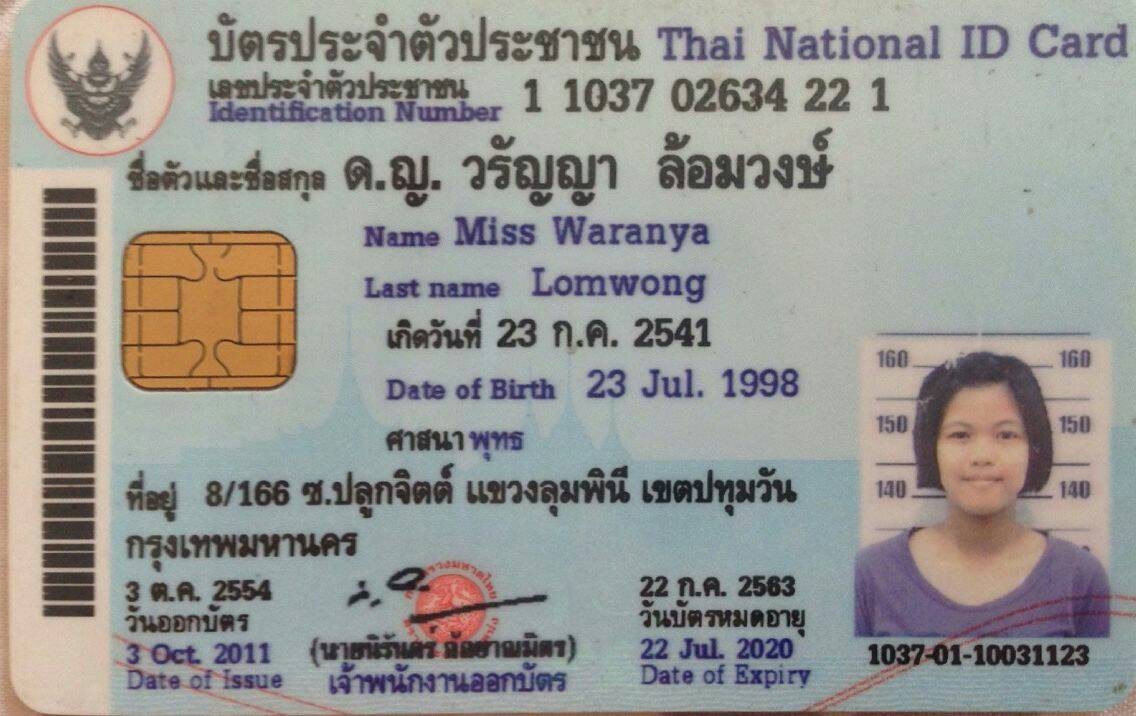 บัตรประจำตัวประชาชน Thai National ID Card
เลขประจำตัวประชาชน
Identification Number 1 1037 02634 22 1
ชื่อตัวและชื่อสกุล ด.ญ. วรัญญา ล้อมวงษ์
Name Miss Waranya
Last name Lomwong
เกิดวันที่ 23 ก.ค. 2541
Date of Birth 23 Jul. 1998
ศาสนา พุทธ
ที่อยู่ 8/166 ซ.ปลูกจิตต์ แขวงลุมพินี เขตปทุมวัน
กรุงเทพมหานคร
160 160
150 150
140 140
3 ต.ค. 2554
วันออกบัตร
3 Oct. 2011
Date of Issue
(นายนิรันดร์ กัลยาณมิตร)
เจ้าพนักงานออกบัตร
22 ก.ค. 2563
วันบัตรหมดอายุ
22 Jul. 2020
Date of Expiry
1037-01-10031123